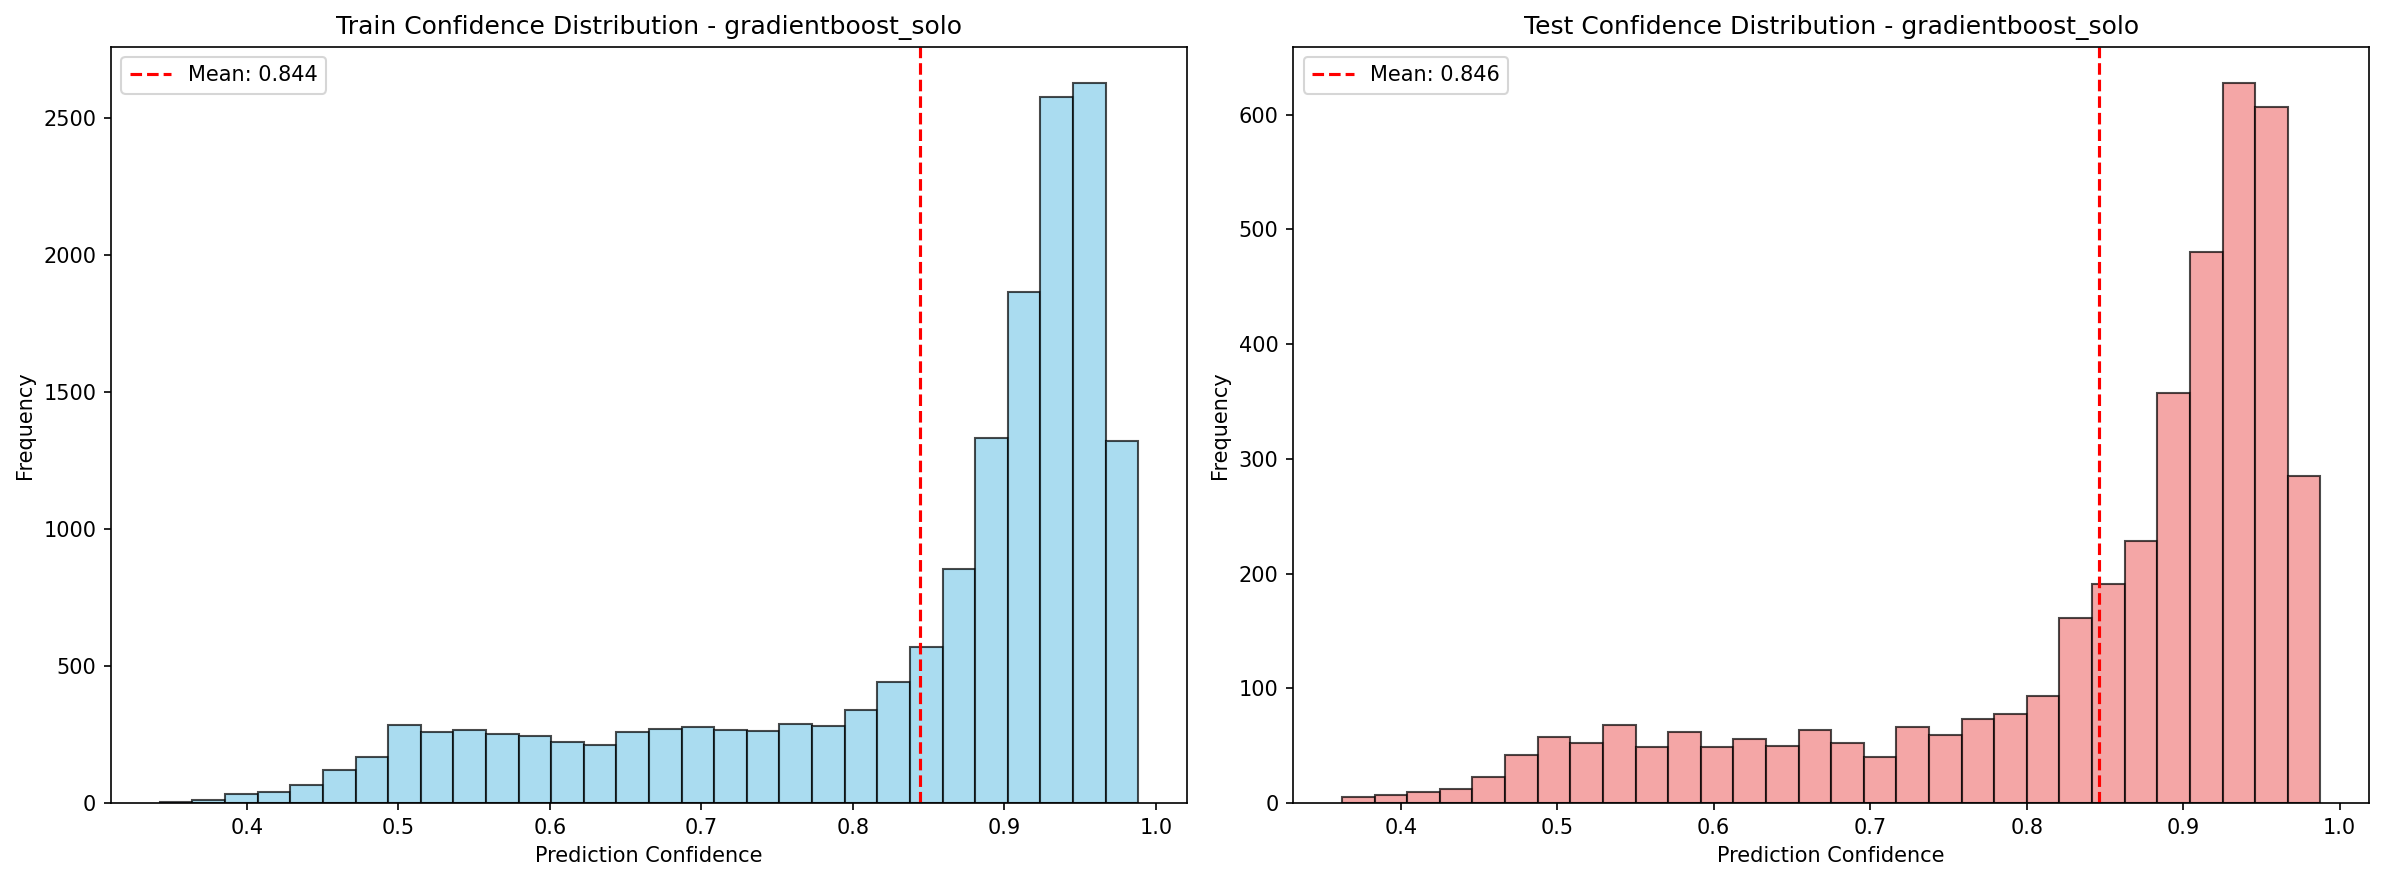 Train Confidence Distribution - gradientboost_solo
Mean: 0.844
Frequency
2500
2000
1500
1000
500
0
0.4 0.5 0.6 0.7 0.8 0.9 1.0
Prediction Confidence
Test Confidence Distribution - gradientboost_solo
Mean: 0.846
Frequency
600
500
400
300
200
100
0
0.4 0.5 0.6 0.7 0.8 0.9 1.0
Prediction Confidence